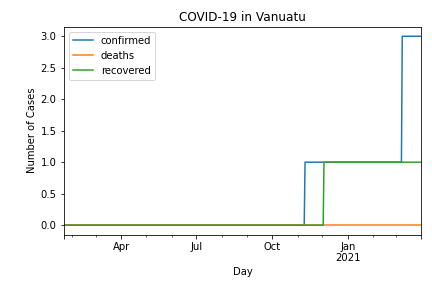 COVID-19 in Vanuatu
confirmed
deaths
recovered
3.0
2.5
2.0
1.5
1.0
0.5
0.0
Number of Cases
Apr
Jul
Oct
Jan
2021
Day